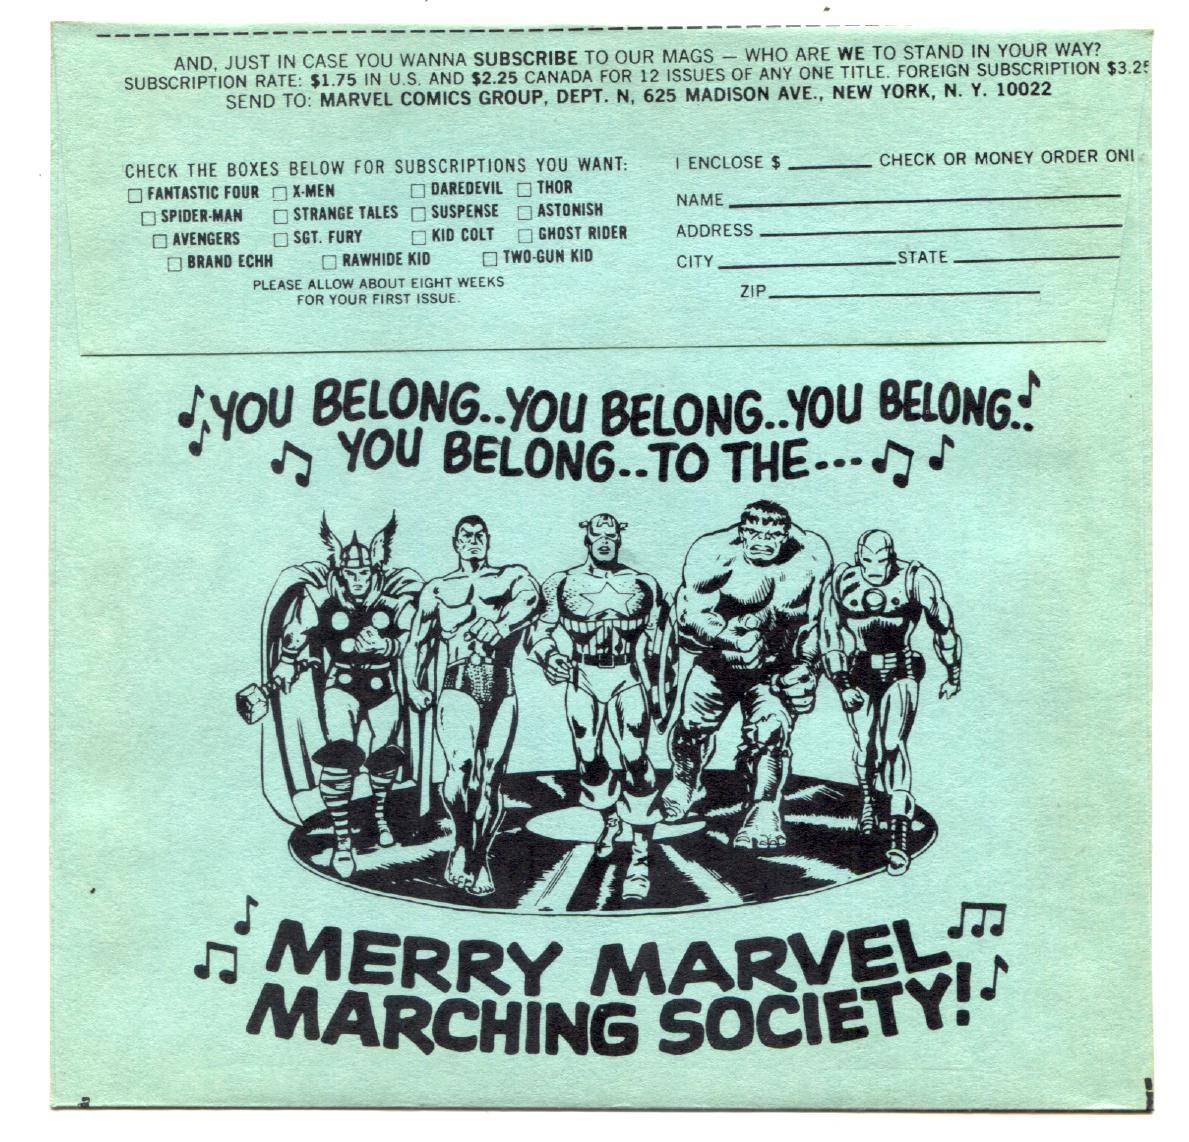 AND, JUST IN CASE YOU WANNA SUBSCRIBE TO OUR MAGS — WHO ARE WE TO STAND IN YOUR WAY?
SUBSCRIPTION RATE: $1.75 IN U.S. AND $2.25 CANADA FOR 12 ISSUES OF ANY ONE TITLE. FOREIGN SUBSCRIPTION $3.25
SEND TO: MARVEL COMICS GROUP, DEPT. N, 625 MADISON AVE., NEW YORK, N. Y. 10022
CHECK THE BOXES BELOW FOR SUBSCRIPTIONS YOU WANT:
☐ FANTASTIC FOUR ☐ X-MEN ☐ DAREDEVIL ☐ THOR
☐ SPIDER-MAN ☐ STRANGE TALES ☐ SUSPENSE ☐ ASTONISH
☐ AVENGERS ☐ SGT. FURY ☐ KID COLT ☐ GHOST RIDER
☐ BRAND ECHH ☐ RAWHIDE KID ☐ TWO-GUN KID
PLEASE ALLOW ABOUT EIGHT WEEKS
FOR YOUR FIRST ISSUE.
I ENCLOSE $ ________ CHECK OR MONEY ORDER ONL
NAME
ADDRESS
CITY STATE
ZIP
YOU BELONG..YOU BELONG..YOU BELONG..
YOU BELONG..TO THE---
MERRY MARVEL
MARCHING SOCIETY!